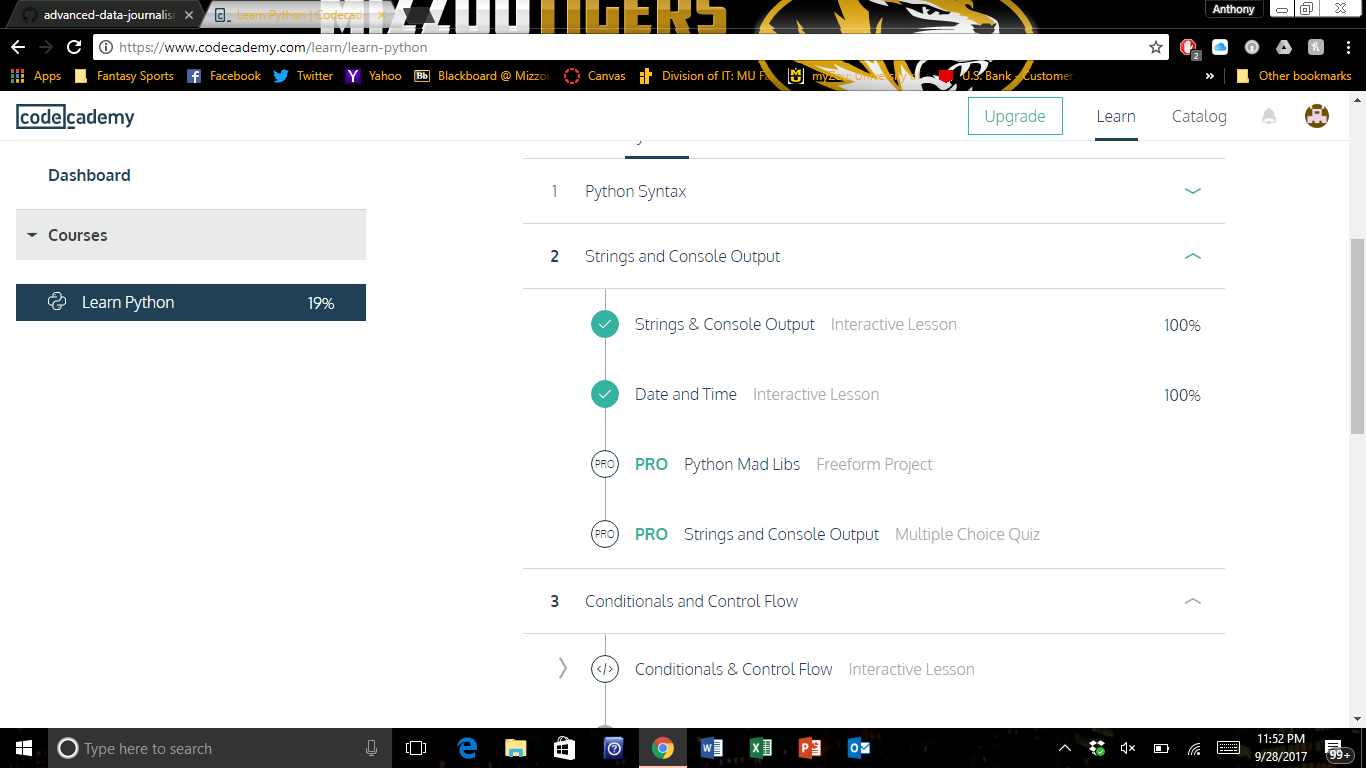 MIZZOU TIGERS
Anthony
advanced-data-journalis
Learn Python | Codecad
https://www.codecademy.com/learn/learn-python
2
Apps
Fantasy Sports
Facebook
Twitter
Yahoo
Bb
Blackboard @ Mizzo
Canvas
Division of IT: MU F
myZou: University of
U.S. Bank - Customer
»
Other bookmarks
codecademy
Upgrade
Learn
Catalog
Dashboard
Courses
Learn Python 19%
1 Python Syntax
2 Strings and Console Output
Strings & Console Output Interactive Lesson 100%
Date and Time Interactive Lesson 100%
PRO PRO Python Mad Libs Freeform Project
PRO PRO Strings and Console Output Multiple Choice Quiz
3 Conditionals and Control Flow
</> Conditionals & Control Flow Interactive Lesson
Type here to search
11:52 PM
9/28/2017
99+